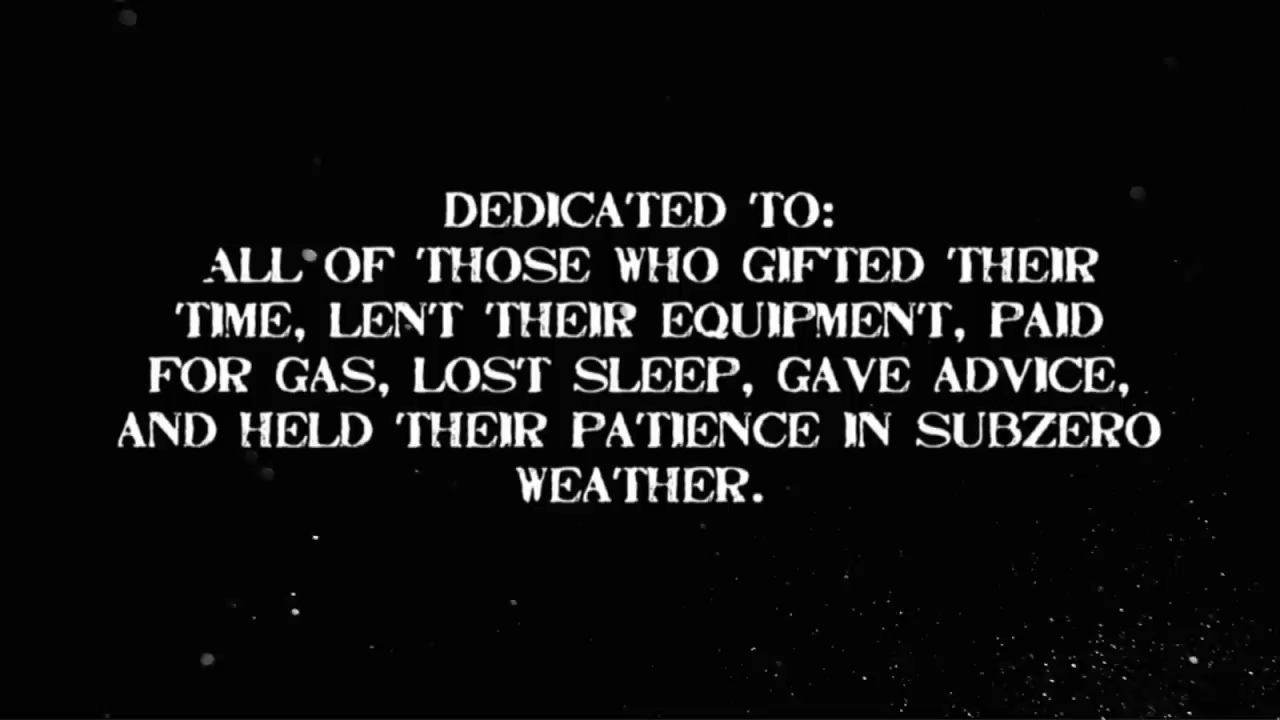 DEDICATED TO:
ALL OF THOSE WHO GIFTED THEIR
TIME, LENT THEIR EQUIPMENT, PAID
FOR GAS, LOST SLEEP, GAVE ADVICE,
AND HELD THEIR PATIENCE IN SUBZERO
WEATHER.